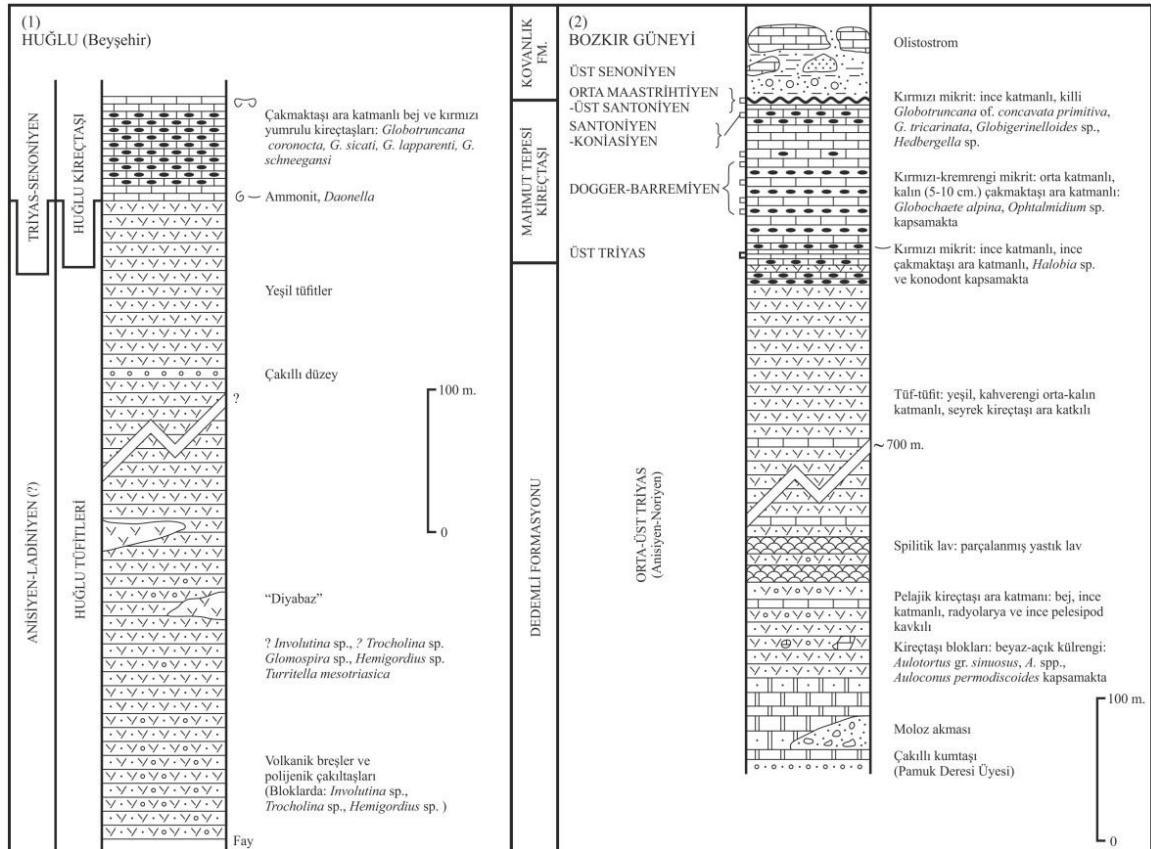 (1)
HUĞLU (Beyşehir)
TRİYAS-SENONİYEN
HUĞLU KİREÇTAŞI
ANİSİYEN-LADİNİYEN (?)
HUĞLU TÜFİTLERİ
Çakmaktaşı ara katmanlı bej ve kırmızı
yumrulu kireçtaşları: Globotruncana
coronocta, G. sicati, G. lapparenti, G.
schneegansi
Ammonit, Daonella
Yeşil tüfitler
Çakıllı düzey
?
100 m.
0
“Diyabaz”
? Involutina sp., ? Trocholina sp.
Glomospira sp., Hemigordius sp.
Turritella mesotriasica
Volkanik breşler ve
polijenik çakıltaşları
(Bloklarda: Involutina sp.,
Trocholina sp., Hemigordius sp. )
Fay
KOVANLIK
FM.
MAHMUT TEPESİ
KİREÇTAŞI
DEDEMLİ FORMASYONU
(2)
BOZKIR GÜNEYİ
ÜST SENONİYEN
ORTA MAASTRİHTİYEN
-ÜST SANTONİYEN
SANTONİYEN
-KONİASİYEN
DOGGER-BARREMİYEN
ÜST TRİYAS
ORTA-ÜST TRİYAS
(Anisiyen-Noriyen)
Olistostrom
Kırmızı mikrit: ince katmanlı, killi
Globotruncana of. concavata primitiva,
G. tricarinata, Globigerinelloides sp.,
Hedbergella sp.
Kırmızı-kremrengi mikrit: orta katmanlı,
kalın (5-10 cm.) çakmaktaşı ara katmanlı:
Globochaete alpina, Ophtalmidium sp.
kapsamakta
Kırmızı mikrit: ince katmanlı, ince
çakmaktaşı ara katmanlı, Halobia sp.
ve konodont kapsamakta
Tüf-tüfit: yeşil, kahverengi orta-kalın
katmanlı, seyrek kireçtaşı ara katkılı
~700 m.
Spilitik lav: parçalanmış yastık lav
Pelajik kireçtaşı ara katmanı: bej, ince
katmanlı, radyolarya ve ince pelesipod
kavkılı
Kireçtaşı blokları: beyaz-açık külrengi:
Aulotortus gr. sinuosus, A. spp.,
Auloconus permodiscoides kapsamakta
100 m.
Moloz akması
Çakıllı kumtaşı
(Pamuk Deresi Üyesi)
0